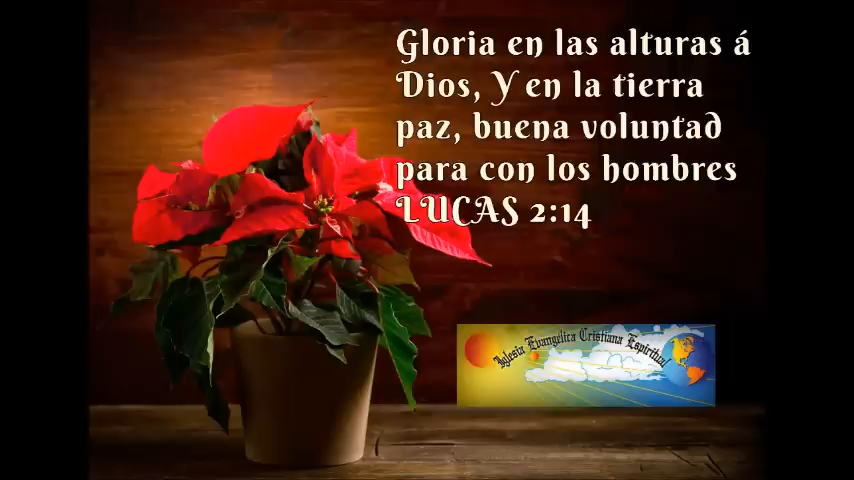 Gloria en las alturas á
Dios, Y en la tierra
paz, buena voluntad
para con los hombres
LUCAS 2:14
Iglesia Evangélica Cristiana Espiritual